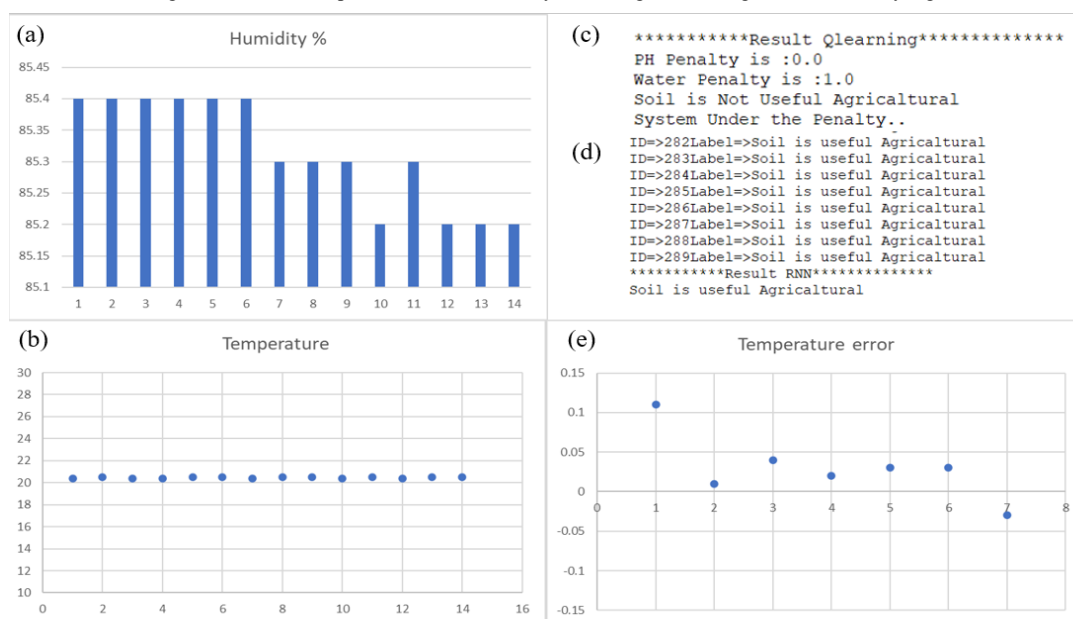 (a)
Humidity %
85.45
85.4
85.35
85.3
85.25
85.2
85.15
85.1
1 2 3 4 5 6 7 8 9 10 11 12 13 14
(c)
***********Result Qlearning**************
PH Penalty is :0.0
Water Penalty is :1.0
Soil is Not Useful Agricaltural
System Under the Penalty..
(d)
ID=>282Label=>Soil is useful Agricaltural
ID=>283Label=>Soil is useful Agricaltural
ID=>284Label=>Soil is useful Agricaltural
ID=>285Label=>Soil is useful Agricaltural
ID=>286Label=>Soil is useful Agricaltural
ID=>287Label=>Soil is useful Agricaltural
ID=>288Label=>Soil is useful Agricaltural
ID=>289Label=>Soil is useful Agricaltural
***********Result RNN**************
Soil is useful Agricaltural
(b)
Temperature
30
28
26
24
22
20
18
16
14
12
10
0 2 4 6 8 10 12 14 16
(e)
Temperature error
0.15
0.1
0.05
0
-0.05
-0.1
-0.15
0 1 2 3 4 5 6 7 8